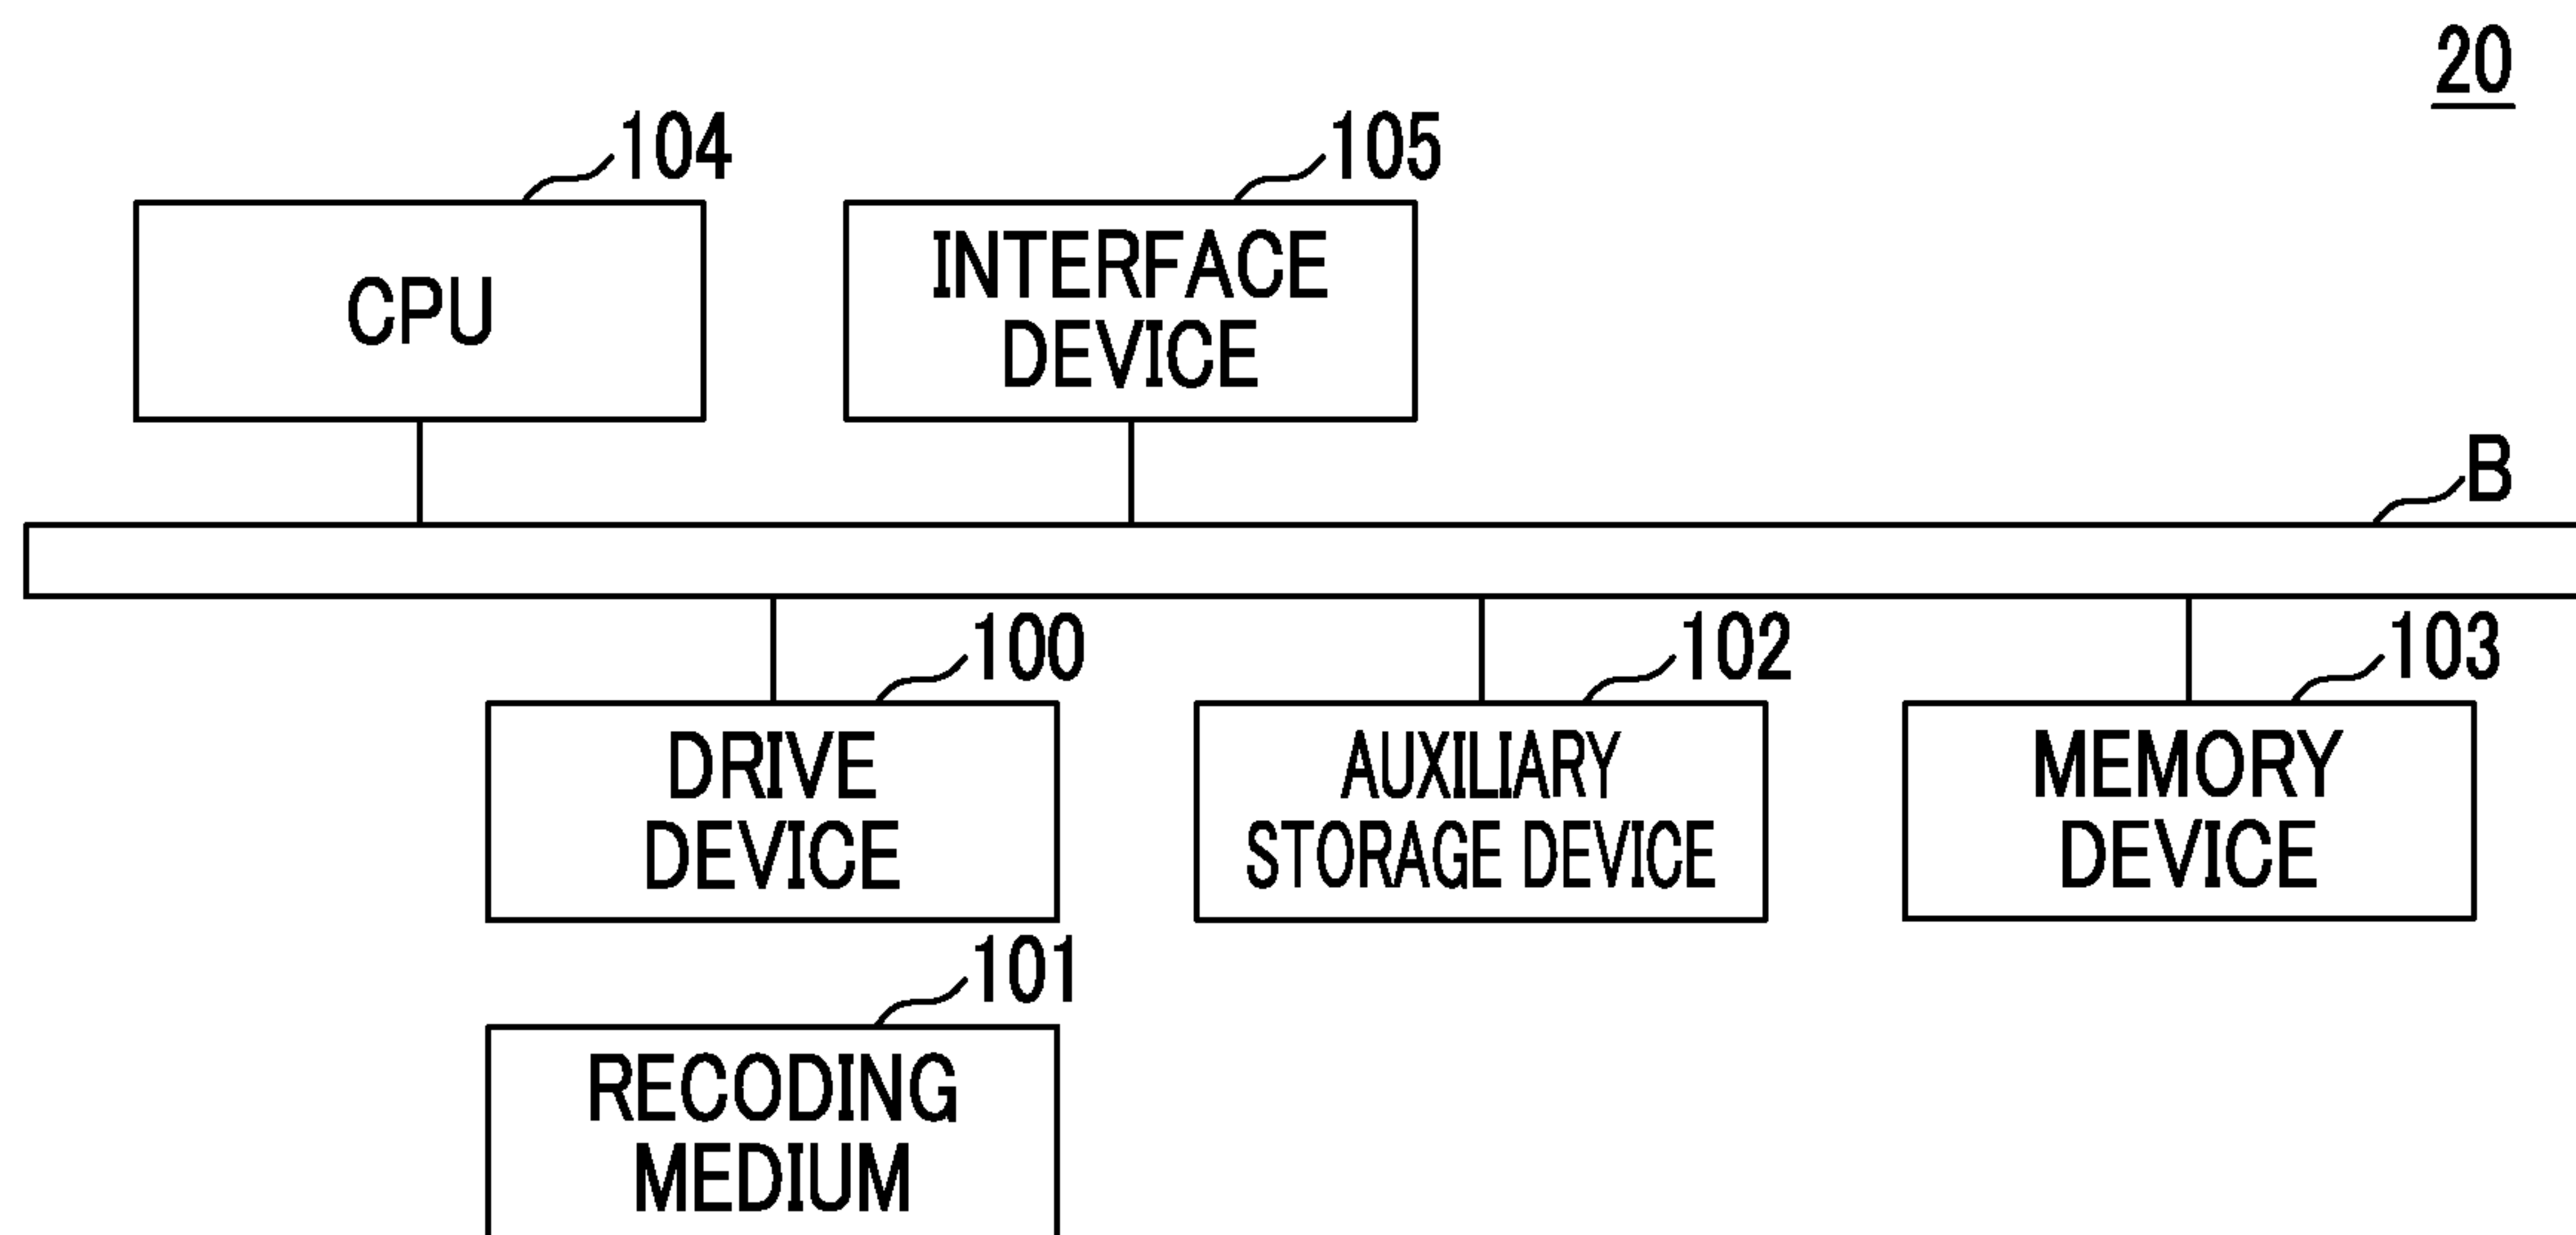 20
104
105
CPU
INTERFACE
DEVICE
B
100
102
103
DRIVE
DEVICE
AUXILIARY
STORAGE DEVICE
MEMORY
DEVICE
101
RECODING
MEDIUM